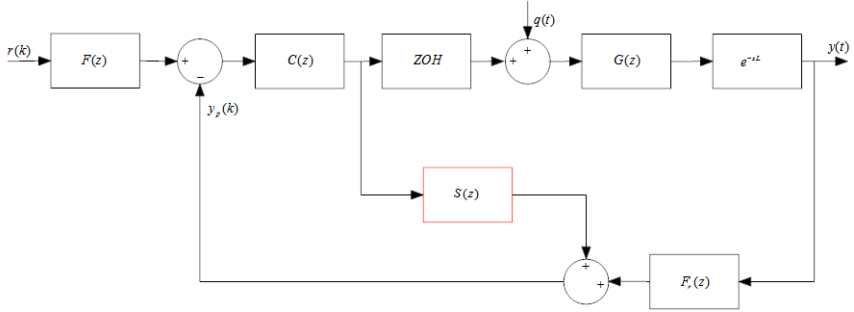 q(t)
r(k)
F(z)
+
−
C(z)
ZOH
+
+
G(z)
e^{-sL}
y(t)
y_p(k)
S(z)
+
+
F_r(z)